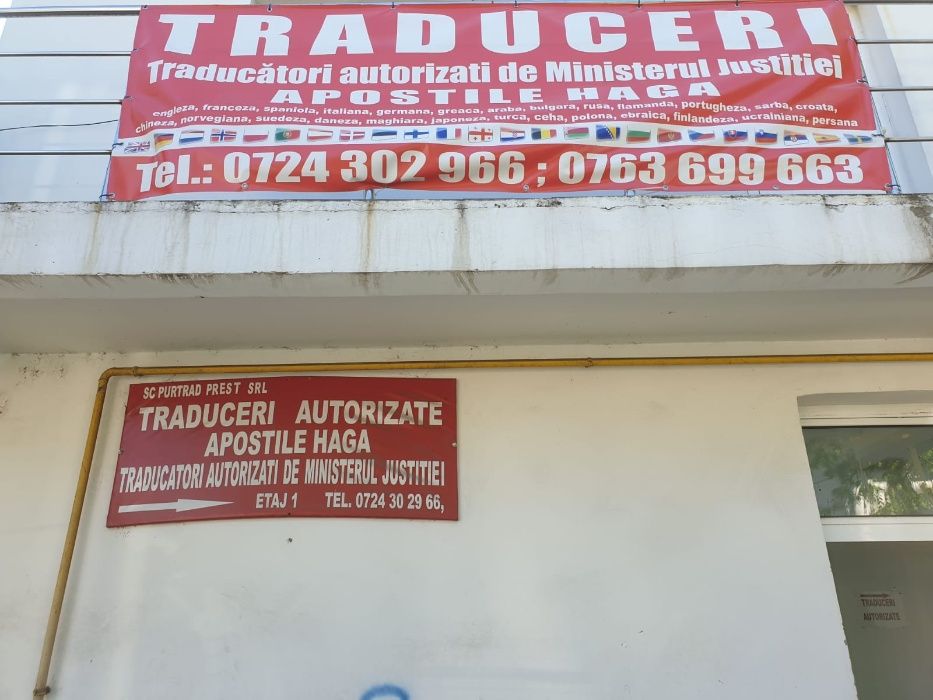 TRADUCERI
Traducători autorizati de Ministerul Justitiei
APOSTILE HAGA
engleza, franceza, spaniola, italiana, germana, greaca, araba, bulgora, rusa, flamanda, portugheza, sarba, croata,
chineza, norvegiana, suedeza, daneza, maghiara, japoneza, turca, ceha, polona, ebraica, finlandeza, ucrainiana, persana
Tel.: 0724 302 966 ; 0763 699 663
SC PURTRAD PREST SRL
TRADUCERI AUTORIZATE
APOSTILE HAGA
TRADUCATORI AUTORIZATI DE MINISTERUL JUSTITIEI
ETAJ 1 TEL. 0724 30 29 66,
TRADUCERI
AUTORIZATE